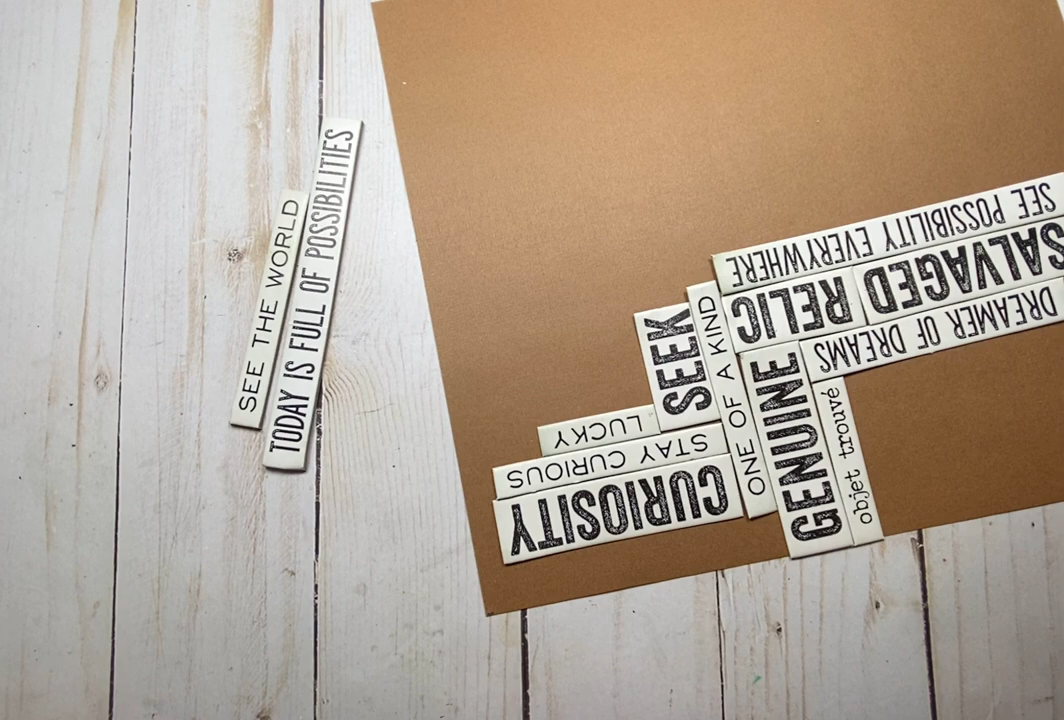 SEE THE WORLD
TODAY IS FULL OF POSSIBILITIES
SEE POSSIBILITY EVERYWHERE
SALVAGED RELIC
DREAMER OF DREAMS
SEEK
ONE OF A KIND
GENUINE
objet trouvé
LUCKY
STAY CURIOUS
CURIOSITY